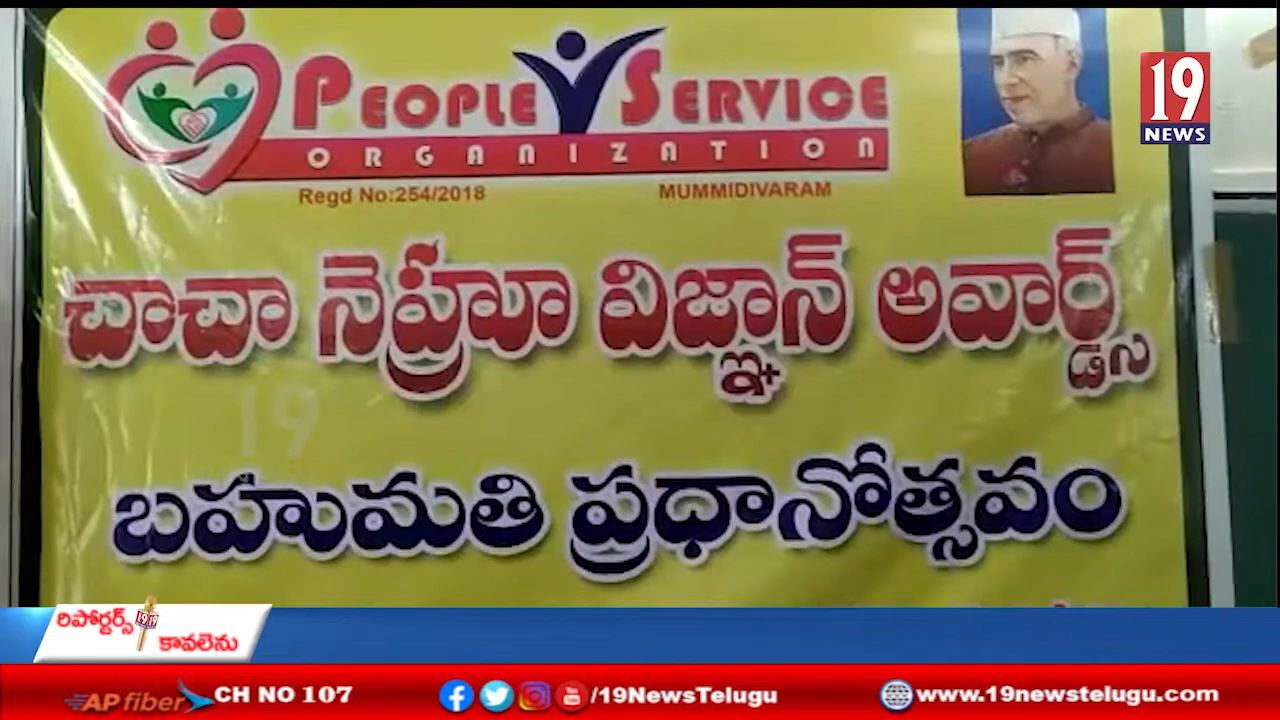 PEOPLE SERVICE
ORGANIZATION
Regd No:254/2018 MUMMIDIVARAM
19
NEWS
చాచా నెహ్రూ విజ్ఞాన్ అవార్డ్స్
19
బహుమతి ప్రధానోత్సవం
రిపోర్టర్స్
కావలెను
AP fiber CH NO 107 /19NewsTelugu www.19newstelugu.com